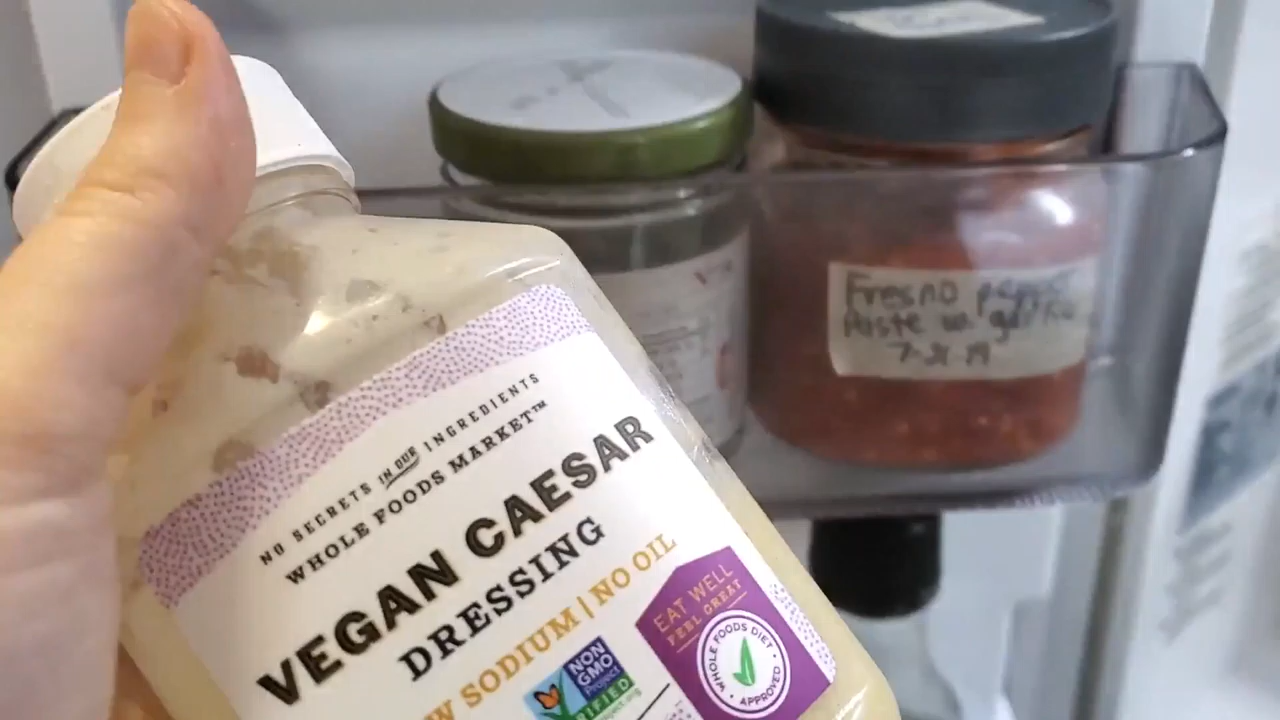 NO SECRETS IN OUR INGREDIENTS
WHOLE FOODS MARKET™
VEGAN CAESAR
DRESSING
SODIUM | NO OIL
EAT WELL
FEEL GREAT
WHOLE FOODS DIET
APPROVED
NON
GMO
Project
Fresno
Paste w. garlic